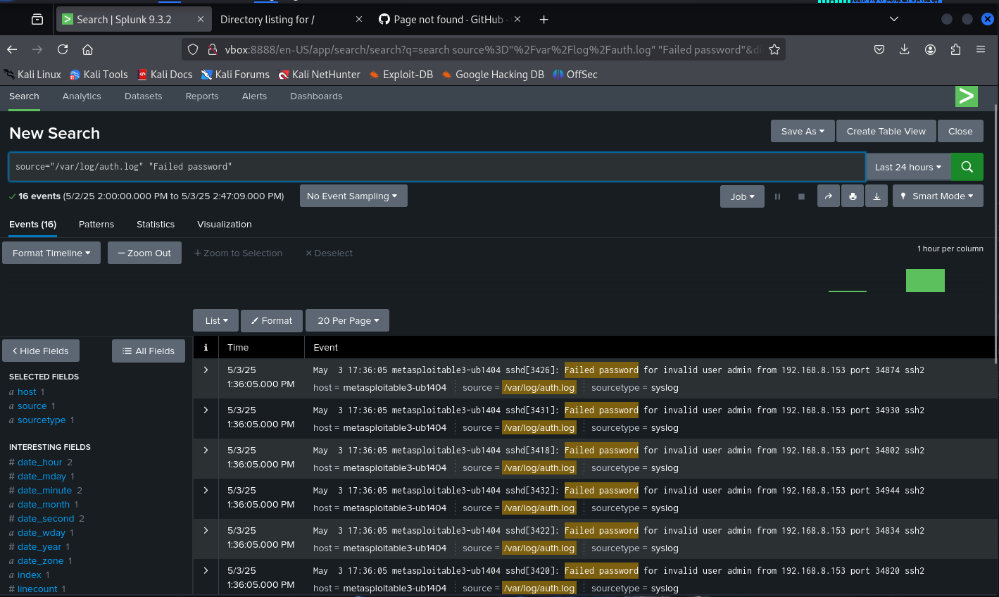 Search | Splunk 9.3.2
Directory listing for /
Page not found · GitHub ·
vbox:8888/en-US/app/search/search?q=search source%3D"%2Fvar%2Flog%2Fauth.log" "Failed password"&di
Kali Linux Kali Tools Kali Docs Kali Forums Kali NetHunter Exploit-DB Google Hacking DB OffSec
Search Analytics Datasets Reports Alerts Dashboards
New Search
Save As Create Table View Close
source="/var/log/auth.log" "Failed password"
Last 24 hours
16 events (5/2/25 2:00:00.000 PM to 5/3/25 2:47:09.000 PM)
No Event Sampling
Job
Smart Mode
Events (16) Patterns Statistics Visualization
Format Timeline — Zoom Out + Zoom to Selection × Deselect
1 hour per column
List Format 20 Per Page
Hide Fields All Fields
SELECTED FIELDS
a host 1
a source 1
a sourcetype 1
INTERESTING FIELDS
# date_hour 2
# date_mday 1
# date_minute 2
a date_month 1
# date_second 2
a date_wday 1
# date_year 1
a date_zone 1
a index 1
# linecount 1
i Time Event
5/3/25
1:36:05.000 PM
May  3 17:36:05 metasploitable3-ub1404 sshd[3426]: Failed password for invalid user admin from 192.168.8.153 port 34874 ssh2
host = metasploitable3-ub1404 source = /var/log/auth.log sourcetype = syslog
5/3/25
1:36:05.000 PM
May  3 17:36:05 metasploitable3-ub1404 sshd[3431]: Failed password for invalid user admin from 192.168.8.153 port 34930 ssh2
host = metasploitable3-ub1404 source = /var/log/auth.log sourcetype = syslog
5/3/25
1:36:05.000 PM
May  3 17:36:05 metasploitable3-ub1404 sshd[3418]: Failed password for invalid user admin from 192.168.8.153 port 34802 ssh2
host = metasploitable3-ub1404 source = /var/log/auth.log sourcetype = syslog
5/3/25
1:36:05.000 PM
May  3 17:36:05 metasploitable3-ub1404 sshd[3432]: Failed password for invalid user admin from 192.168.8.153 port 34944 ssh2
host = metasploitable3-ub1404 source = /var/log/auth.log sourcetype = syslog
5/3/25
1:36:05.000 PM
May  3 17:36:05 metasploitable3-ub1404 sshd[3422]: Failed password for invalid user admin from 192.168.8.153 port 34834 ssh2
host = metasploitable3-ub1404 source = /var/log/auth.log sourcetype = syslog
5/3/25
1:36:05.000 PM
May  3 17:36:05 metasploitable3-ub1404 sshd[3420]: Failed password for invalid user admin from 192.168.8.153 port 34820 ssh2
host = metasploitable3-ub1404 source = /var/log/auth.log sourcetype = syslog